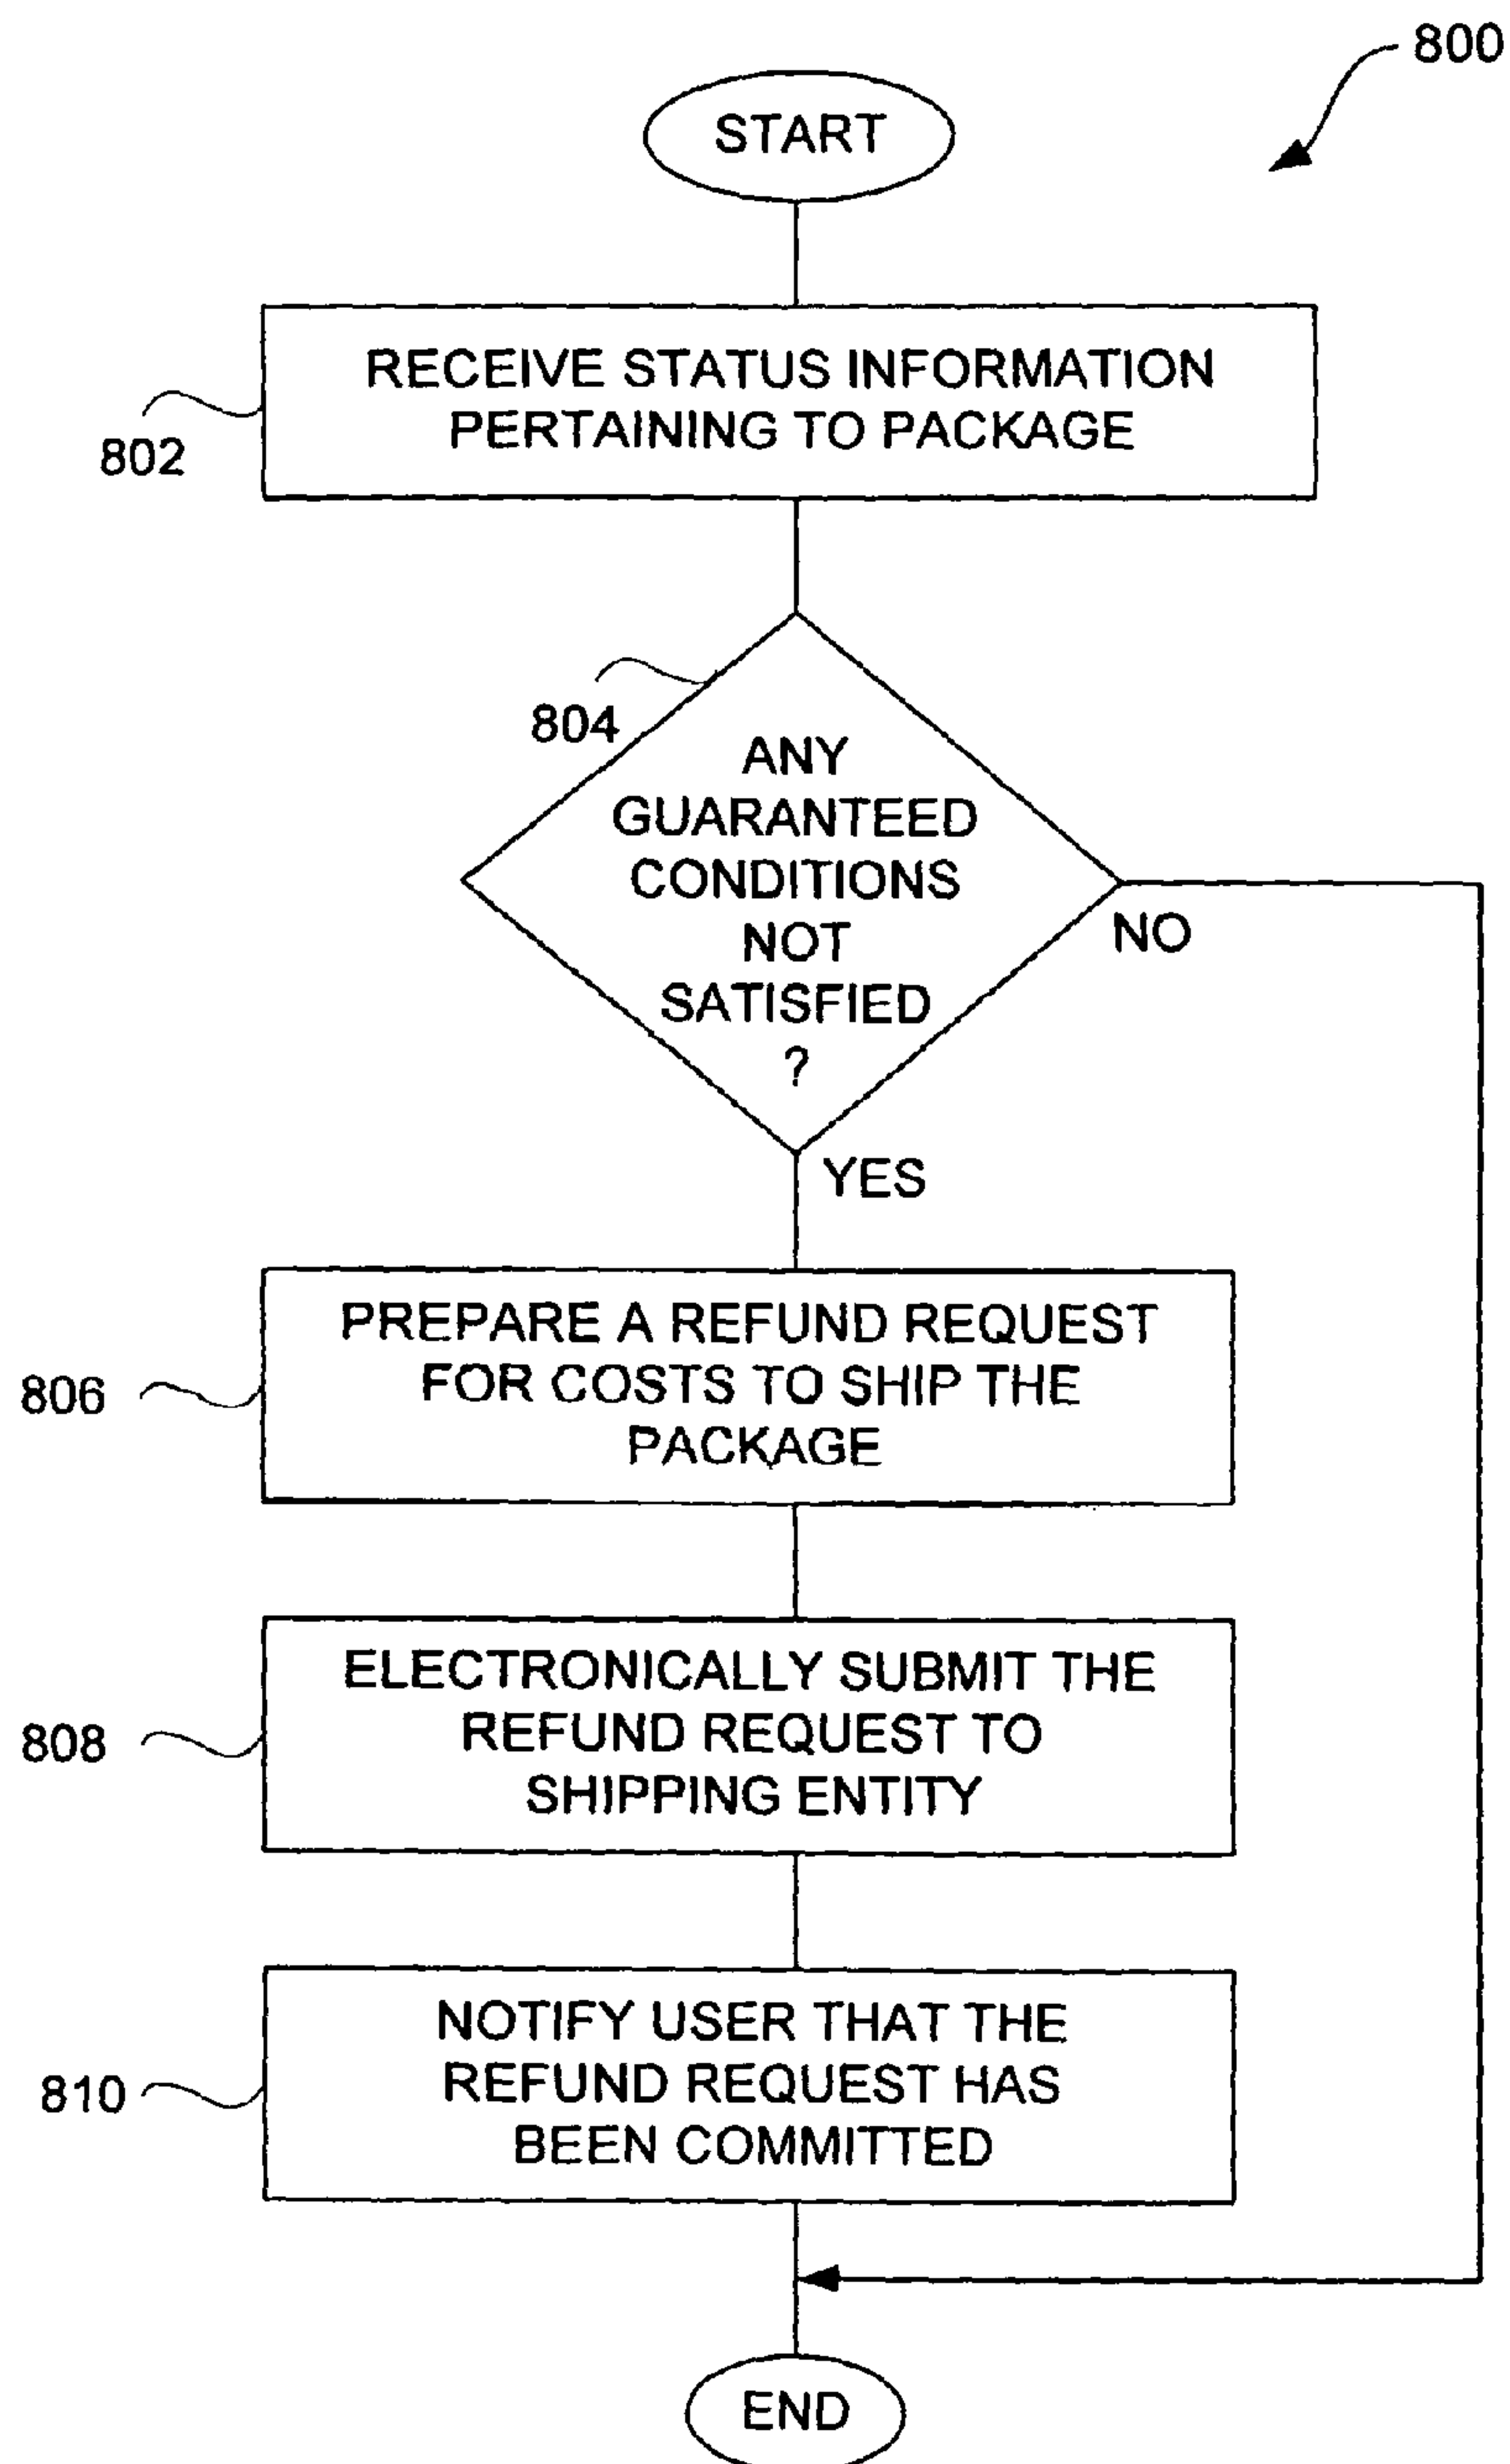 800
START
RECEIVE STATUS INFORMATION
PERTAINING TO PACKAGE
802
804
ANY
GUARANTEED
CONDITIONS
NOT
SATISFIED
?
NO
YES
PREPARE A REFUND REQUEST
FOR COSTS TO SHIP THE
PACKAGE
806
ELECTRONICALLY SUBMIT THE
REFUND REQUEST TO
SHIPPING ENTITY
808
NOTIFY USER THAT THE
REFUND REQUEST HAS
BEEN COMMITTED
810
END